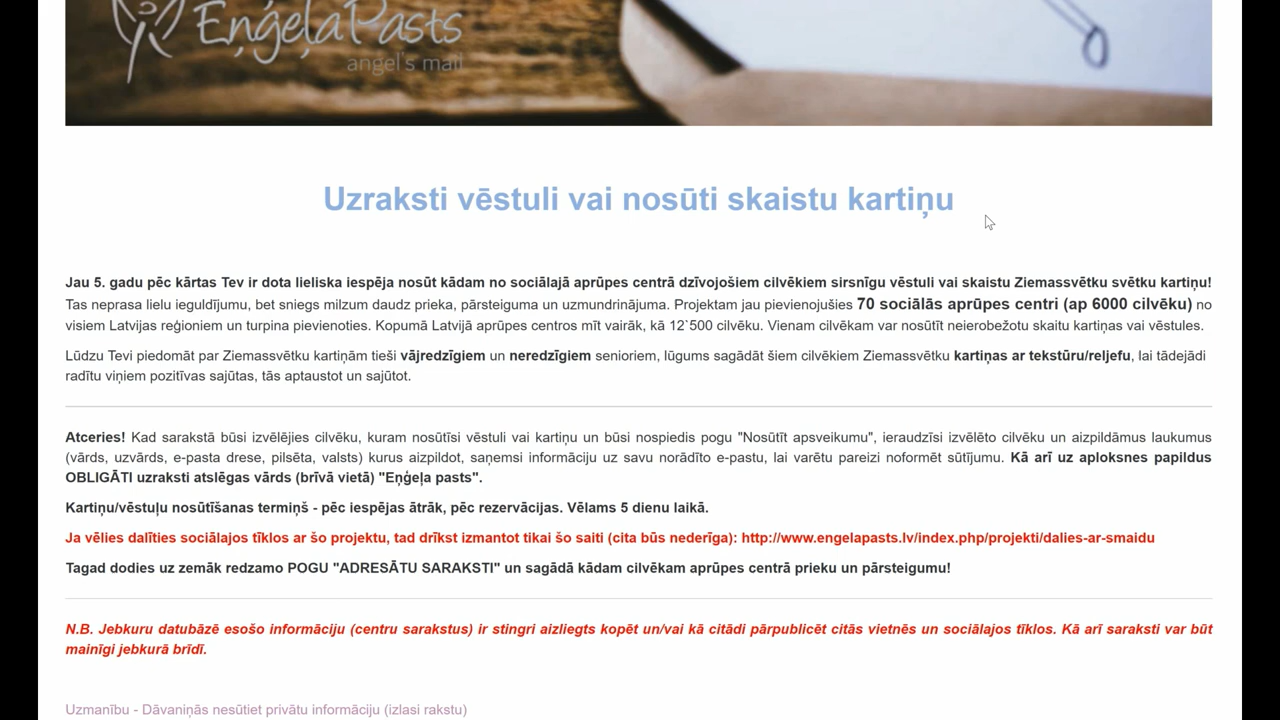 EņģeļaPasts
angel's mail
Uzraksti vēstuli vai nosūti skaistu kartiņu
Jau 5. gadu pēc kārtas Tev ir dota lieliska iespēja nosūt kādam no sociālajā aprūpes centrā dzīvojošiem cilvēkiem sirsnīgu vēstuli vai skaistu Ziemassvētku svētku kartiņu!
Tas neprasa lielu ieguldījumu, bet sniegs milzum daudz prieka, pārsteiguma un uzmundrinājuma. Projektam jau pievienojušies 70 sociālās aprūpes centri (ap 6000 cilvēku) no
visiem Latvijas reģioniem un turpina pievienoties. Kopumā Latvijā aprūpes centros mīt vairāk, kā 12`500 cilvēku. Vienam cilvēkam var nosūtīt neierobežotu skaitu kartiņas vai vēstules.
Lūdzu Tevi piedomāt par Ziemassvētku kartiņām tieši vājredzīgiem un neredzīgiem senioriem, lūgums sagādāt šiem cilvēkiem Ziemassvētku kartiņas ar tekstūru/reljefu, lai tādejādi
radītu viņiem pozitīvas sajūtas, tās aptaustot un sajūtot.
Atceries! Kad sarakstā būsi izvēlējies cilvēku, kuram nosūtīsi vēstuli vai kartiņu un būsi nospiedis pogu "Nosūtīt apsveikumu", ieraudzīsi izvēlēto cilvēku un aizpildāmus laukumus
(vārds, uzvārds, e-pasta drese, pilsēta, valsts) kurus aizpildot, saņemsi informāciju uz savu norādīto e-pastu, lai varētu pareizi noformēt sūtījumu. Kā arī uz aploksnes papildus
OBLIGĀTI uzraksti atslēgas vārds (brīvā vietā) "Eņģeļa pasts".
Kartiņu/vēstuļu nosūtīšanas termiņš - pēc iespējas ātrāk, pēc rezervācijas. Vēlams 5 dienu laikā.
Ja vēlies dalīties sociālajos tīklos ar šo projektu, tad drīkst izmantot tikai šo saiti (cita būs nederīga): http://www.engelapasts.lv/index.php/projekti/dalies-ar-smaidu
Tagad dodies uz zemāk redzamo POGU "ADRESĀTU SARAKSTI" un sagādā kādam cilvēkam aprūpes centrā prieku un pārsteigumu!
N.B. Jebkuru datubāzē esošo informāciju (centru sarakstus) ir stingri aizliegts kopēt un/vai kā citādi pārpublicēt citās vietnēs un sociālajos tīklos. Kā arī saraksti var būt
mainīgi jebkurā brīdī.
Uzmanību - Dāvaniņās nesūtiet privātu informāciju (izlasi rakstu)